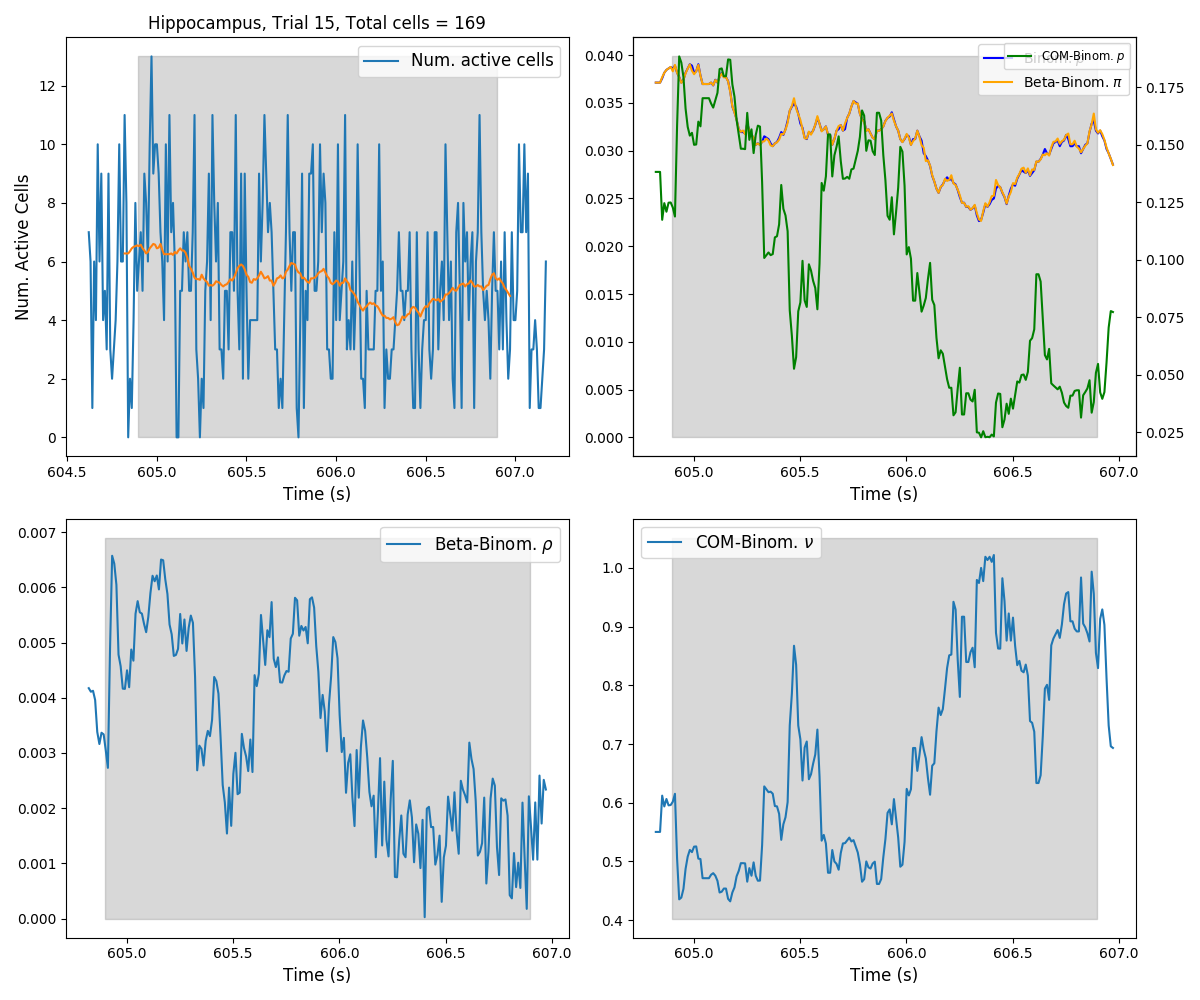 Hippocampus, Trial 15, Total cells = 169
Num. active cells
Num. Active Cells
12
10
8
6
4
2
0
604.5 605.0 605.5 606.0 606.5 607.0
Time (s)
COM-Binom. p
Binom. p
Beta-Binom. π
0.040
0.035
0.030
0.025
0.020
0.015
0.010
0.005
0.000
0.175
0.150
0.125
0.100
0.075
0.050
0.025
605.0 605.5 606.0 606.5 607.0
Time (s)
Beta-Binom. ρ
0.007
0.006
0.005
0.004
0.003
0.002
0.001
0.000
605.0 605.5 606.0 606.5 607.0
Time (s)
COM-Binom. ν
1.0
0.9
0.8
0.7
0.6
0.5
0.4
605.0 605.5 606.0 606.5 607.0
Time (s)